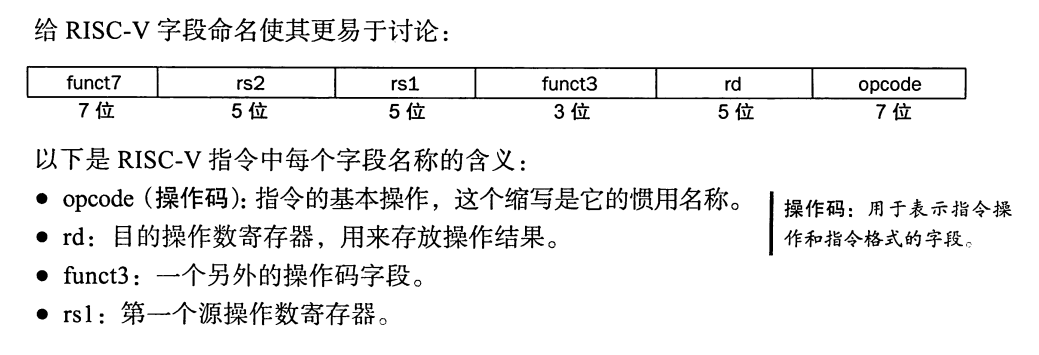 给 RISC-V 字段命名使其更易于讨论：
funct7 rs2 rs1 funct3 rd opcode
7 位 5 位 5 位 3 位 5 位 7 位
以下是 RISC-V 指令中每个字段名称的含义：
● opcode（操作码）：指令的基本操作，这个缩写是它的惯用名称。
● rd：目的操作数寄存器，用来存放操作结果。
● funct3：一个另外的操作码字段。
● rs1：第一个源操作数寄存器。
操作码：用于表示指令操
作和指令格式的字段。